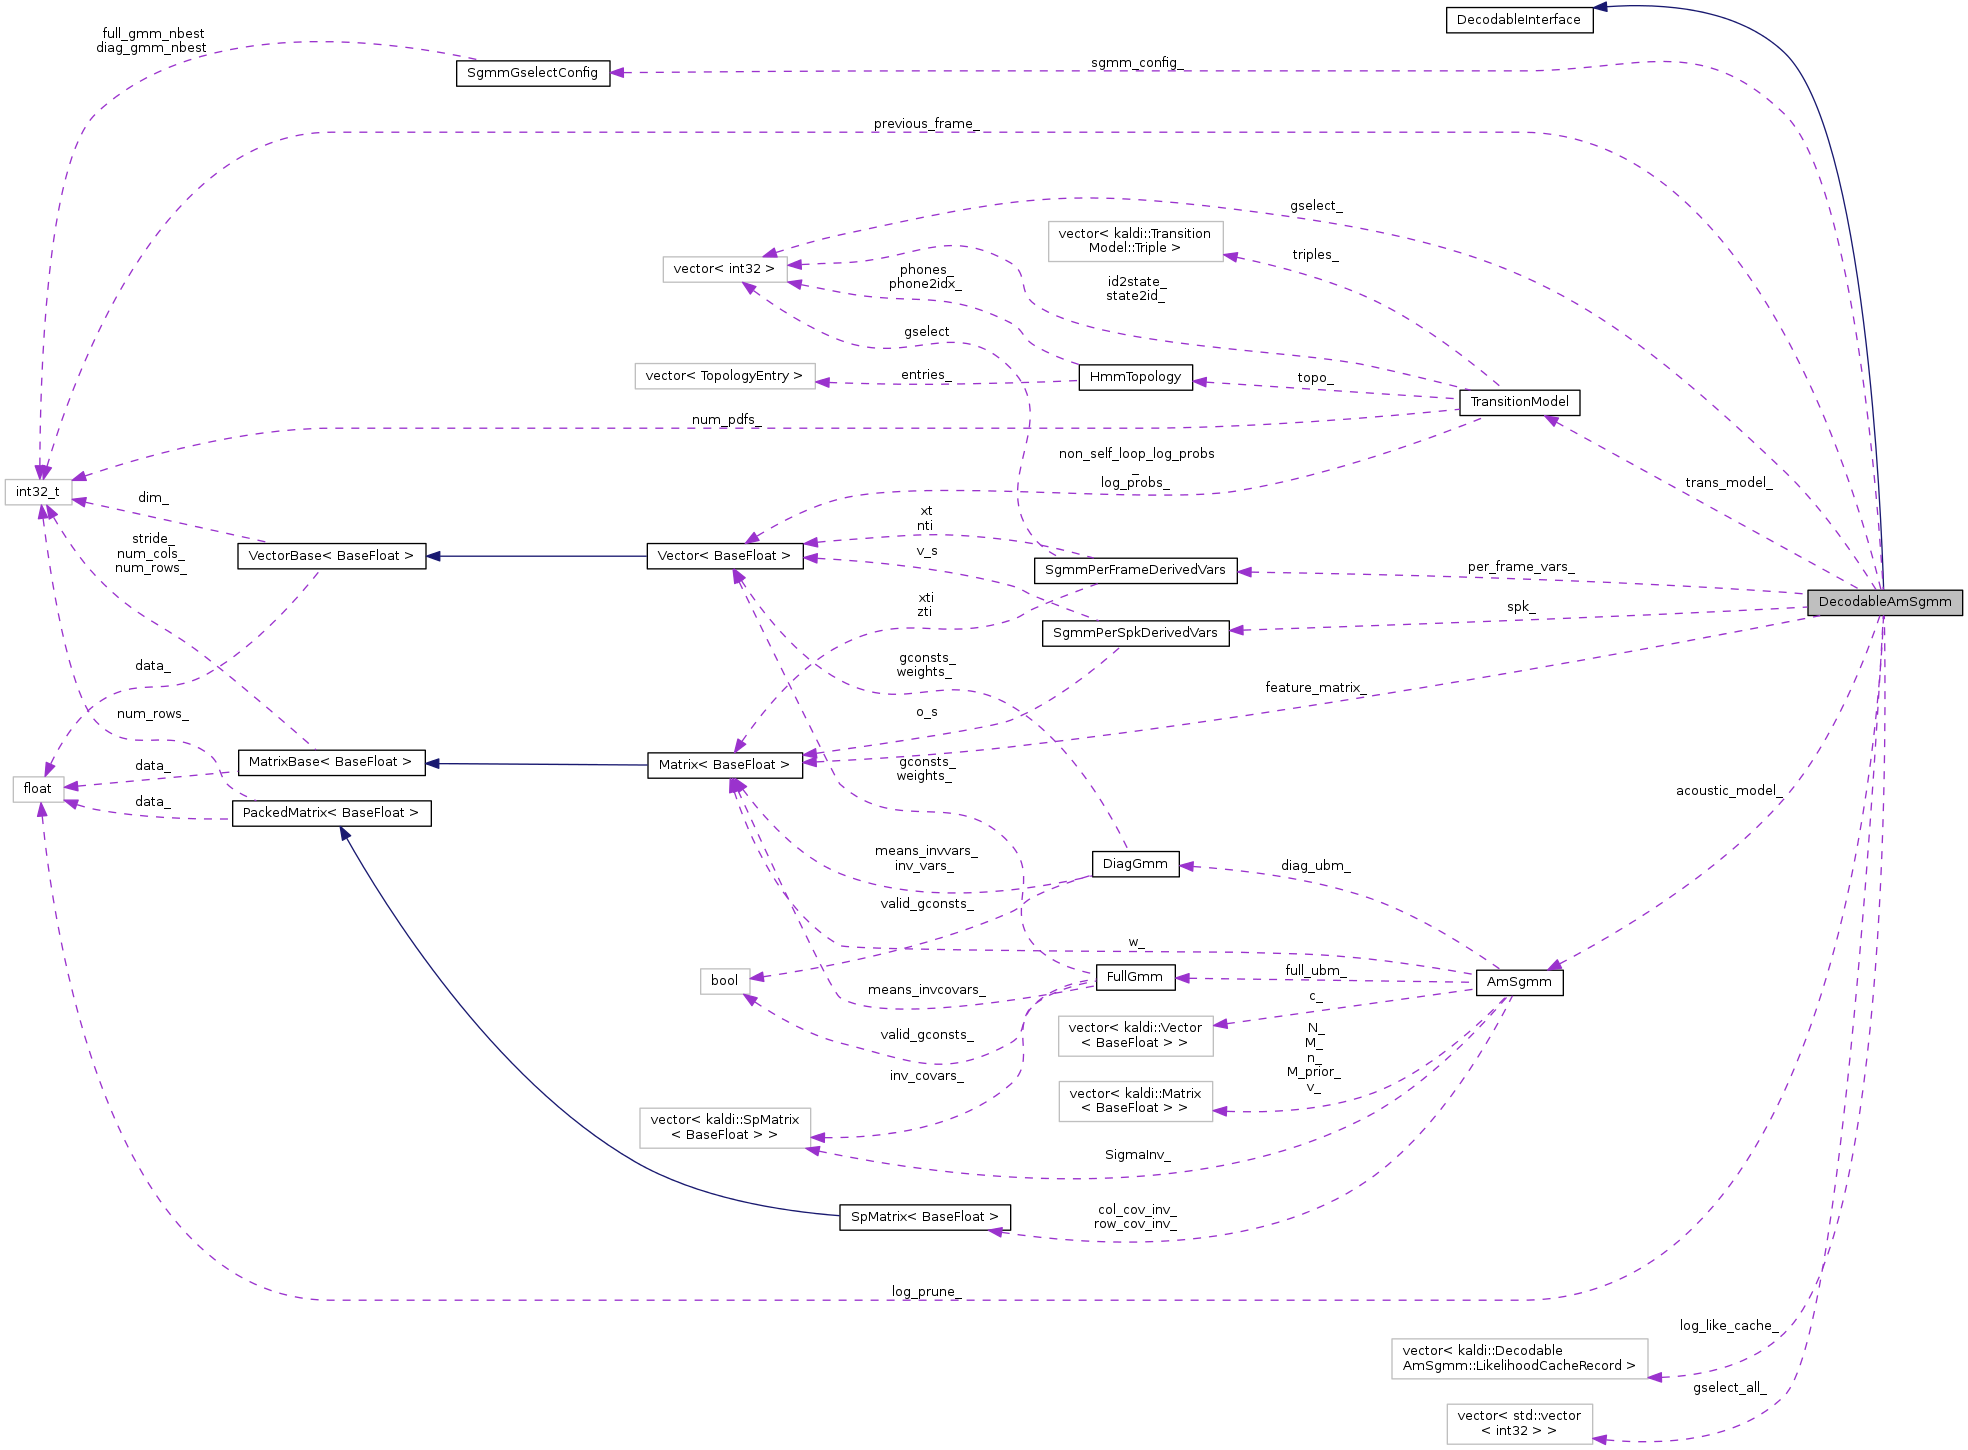 DecodableInterface
full_gmm_nbest
diag_gmm_nbest
sgmm_config_
SgmmGselectConfig
previous_frame_
gselect_
vector< kaldi::Transition
Model::Triple >
triples_
vector< int32 >
phones_
phone2idx_
id2state_
state2id_
gselect
vector< TopologyEntry >
entries_
HmmTopology
topo_
TransitionModel
num_pdfs_
non_self_loop_log_probs
_
log_probs_
trans_model_
int32_t
dim_
xt
nti
stride_
num_cols_
num_rows_
VectorBase< BaseFloat >
Vector< BaseFloat >
v_s
SgmmPerFrameDerivedVars
per_frame_vars_
DecodableAmSgmm
xti
zti
spk_
SgmmPerSpkDerivedVars
data_
gconsts_
weights_
feature_matrix_
num_rows_
o_s
MatrixBase< BaseFloat >
Matrix< BaseFloat >
data_
gconsts_
weights_
float
acoustic_model_
data_
PackedMatrix< BaseFloat >
means_invvars_
inv_vars_
DiagGmm
diag_ubm_
valid_gconsts_
w_
bool
FullGmm
full_ubm_
AmSgmm
means_invcovars_
c_
vector< kaldi::Vector
< BaseFloat > >
valid_gconsts_
N_
M_
n_
M_prior_
v_
inv_covars_
vector< kaldi::Matrix
< BaseFloat > >
vector< kaldi::SpMatrix
< BaseFloat > >
SigmaInv_
SpMatrix< BaseFloat >
col_cov_inv_
row_cov_inv_
log_prune_
log_like_cache_
vector< kaldi::Decodable
AmSgmm::LikelihoodCacheRecord >
gselect_all_
vector< std::vector
< int32 > >